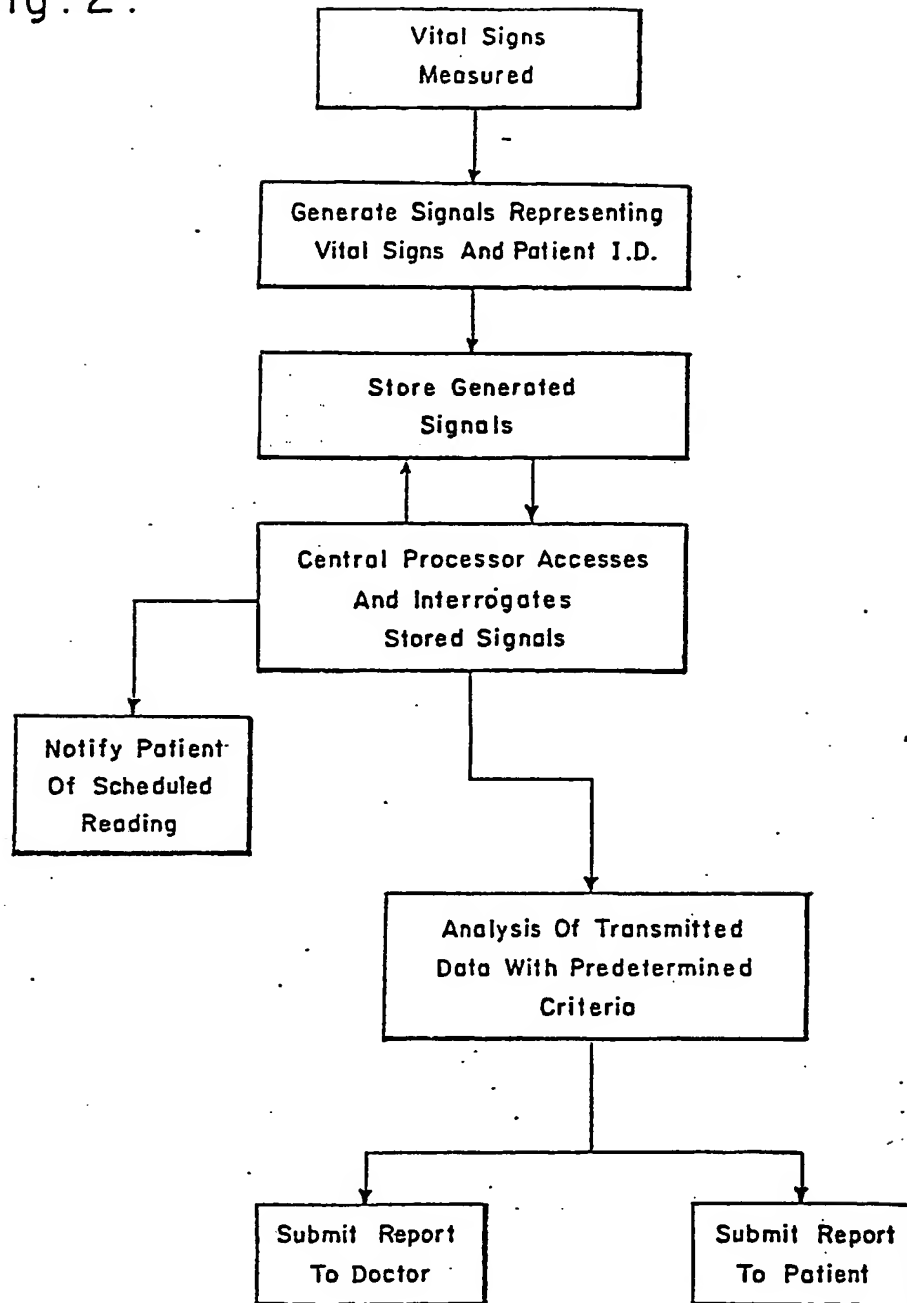 ig. 2.
Vital Signs
Measured
Generate Signals Representing
Vital Signs And Patient I.D.
Store Generated
Signals
Central Processor Accesses
And Interrogates
Stored Signals
Notify Patient
Of Scheduled
Reading
Analysis Of Transmitted
Data With Predetermined
Criteria
Submit Report
To Doctor
Submit Report
To Patient